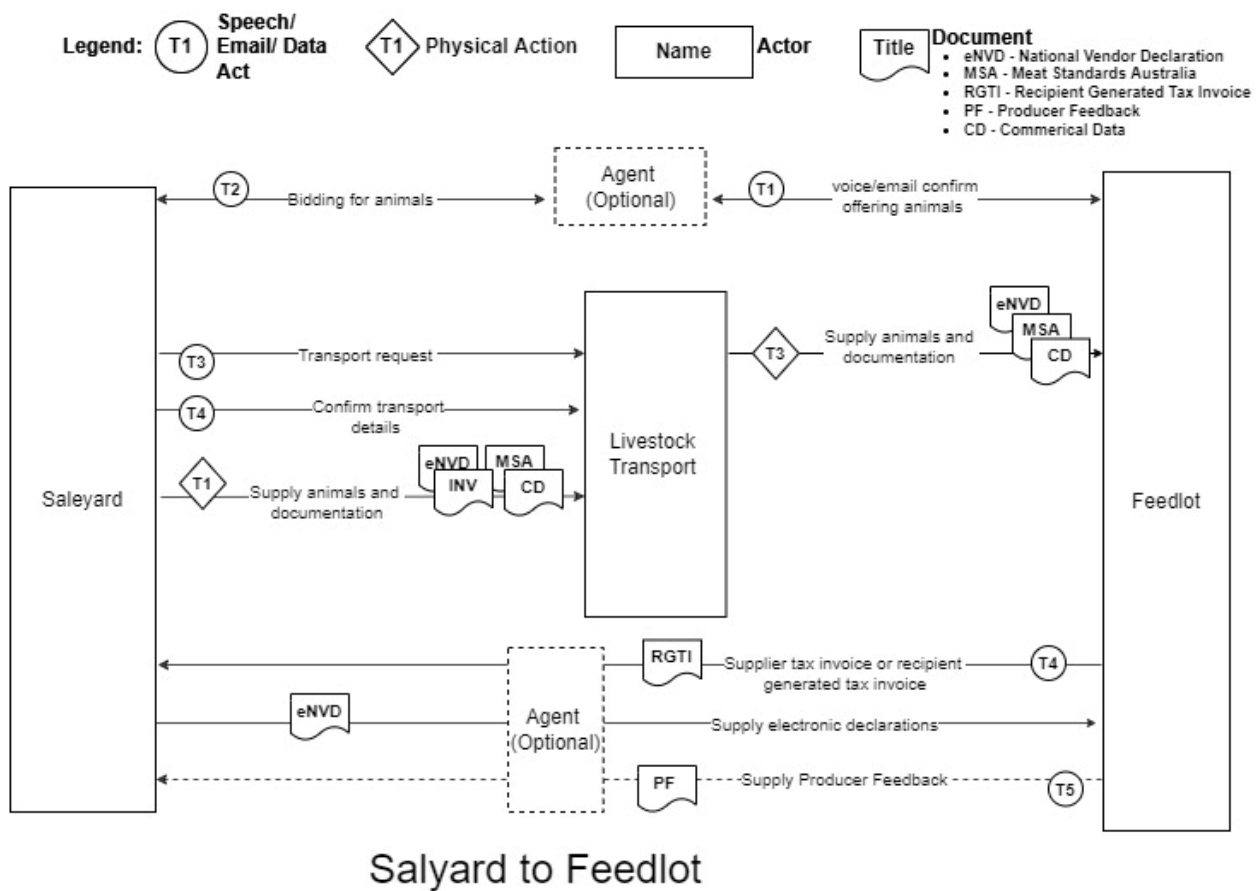 Legend:
T1
Speech/
Email/ Data
Act
T1
Physical Action
Name
Actor
Title
Document
• eNVD - National Vendor Declaration
• MSA - Meat Standards Australia
• RGTI - Recipient Generated Tax Invoice
• PF - Producer Feedback
• CD - Commerical Data
T2
Bidding for animals
Agent
(Optional)
T1
voice/email confirm
offering animals
Saleyard
T3
Transport request
T4
Confirm transport
details
T1
Supply animals and
documentation
eNVD
MSA
INV
CD
Livestock
Transport
T3
Supply animals and
documentation
eNVD
MSA
CD
Feedlot
RGTI
Supplier tax invoice or recipient
generated tax invoice
T4
eNVD
Agent
(Optional)
Supply electronic declarations
PF
Supply Producer Feedback
T5
Salyard to Feedlot